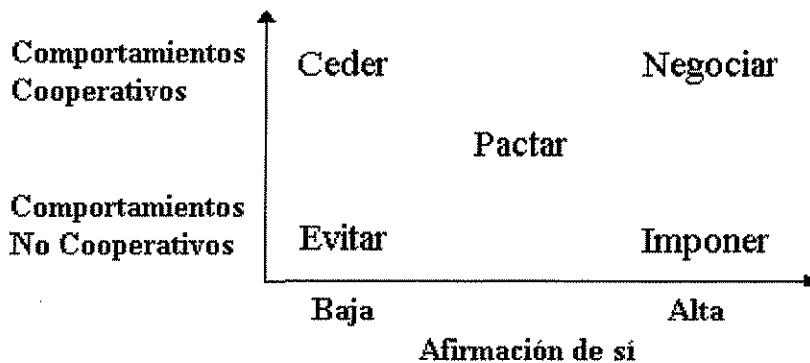 Comportamientos
Cooperativos
Ceder
Negociar
Pactar
Comportamientos
No Cooperativos
Evitar
Imponer
Baja
Alta
Afirmación de sí